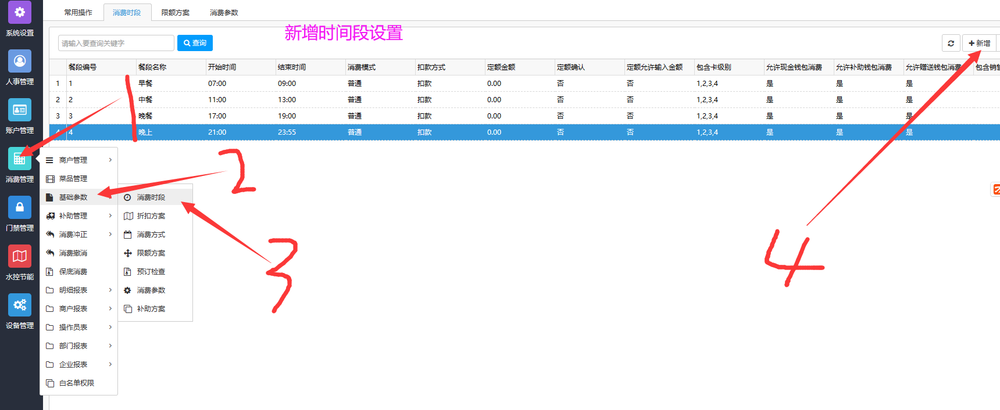 常用操作 消费时段 限额方案 消费参数
新增时间段设置
请输入要查询关键字 查询 新增
餐段编号 餐段名称 开始时间 结束时间 消费模式 扣款方式 定额金额 定额确认 定额允许输入金额 包含卡级别 允许现金钱包消费 允许补助钱包消费 允许赠送钱包消费 包含销售
1 1 早餐 07:00 09:00 普通 扣款 0.00 否 否 1,2,3,4 是 是 是
2 2 中餐 11:00 13:00 普通 扣款 0.00 否 否 1,2,3,4 是 是 是
3 3 晚餐 17:00 19:00 普通 扣款 0.00 否 否 1,2,3,4 是 是 是
4 4 晚上 21:00 23:55 普通 扣款 0.00 否 否 1,2,3,4 是 是 是
系统设置
人事管理
账户管理
消费管理
门禁管理
水控节能
设备管理
商户管理
菜品管理
基础参数
补助管理
消费冲正
消费撤消
保底消费
明细报表
商户报表
操作员表
部门报表
企业报表
白名单权限
消费时段
折扣方案
消费方式
限额方案
预订检查
消费参数
补助方案
1
2
3
4